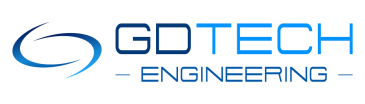 GDTECH
– ENGINEERING –